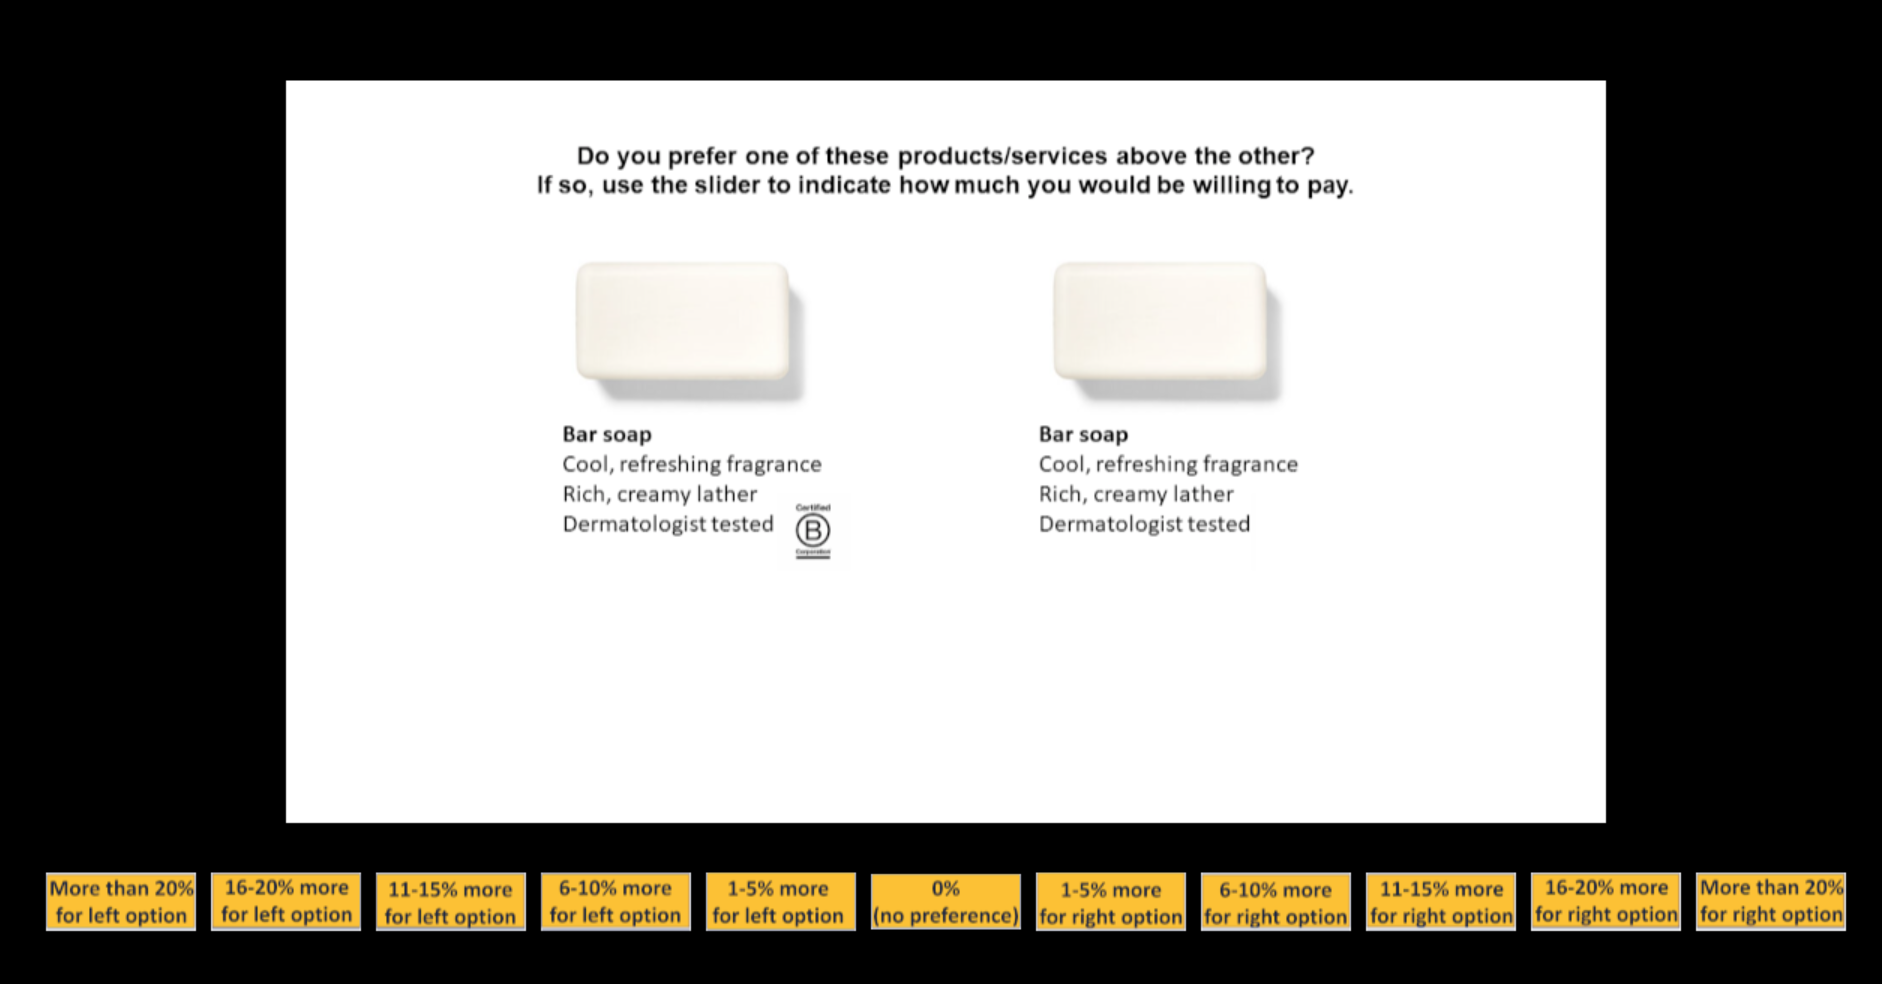 Do you prefer one of these products/services above the other?
If so, use the slider to indicate how much you would be willing to pay.
Bar soap
Cool, refreshing fragrance
Rich, creamy lather
Dermatologist tested
Certified
B
Corporation
Bar soap
Cool, refreshing fragrance
Rich, creamy lather
Dermatologist tested
More than 20%
for left option
16-20% more
for left option
11-15% more
for left option
6-10% more
for left option
1-5% more
for left option
0%
(no preference)
1-5% more
for right option
6-10% more
for right option
11-15% more
for right option
16-20% more
for right option
More than 20%
for right option